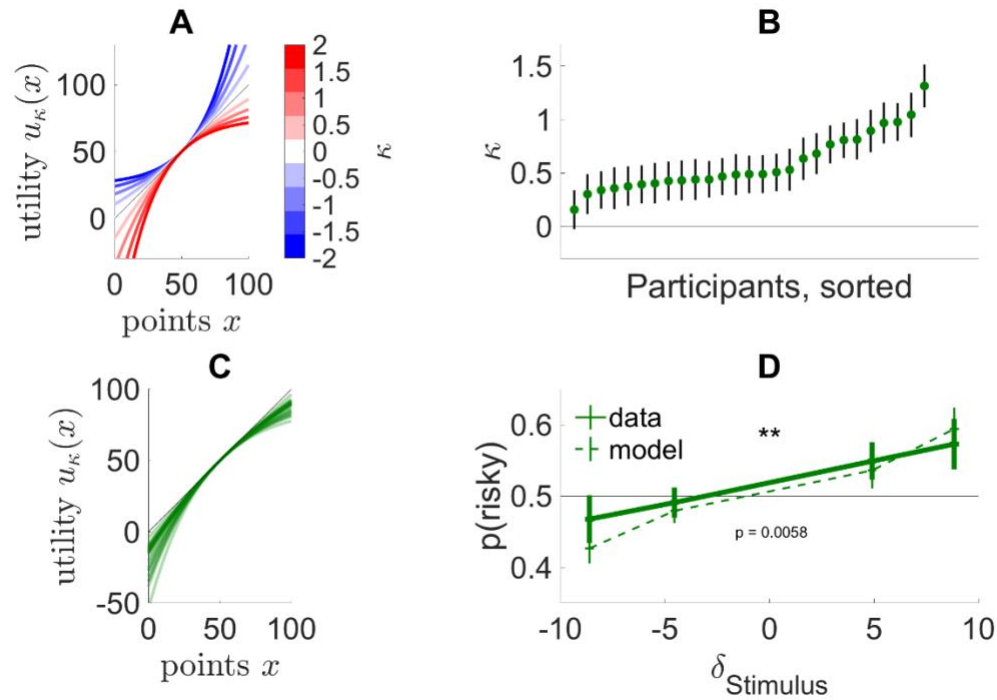 A
utility uκ(x)
100
50
0
0 50 100
points x
2
1.5
1
0.5
0
-0.5
-1
-1.5
-2
κ
B
κ
1.5
1
0.5
0
Participants, sorted
C
utility uκ(x)
100
50
0
-50
0 50 100
points x
D
p(risky)
0.6
0.5
0.4
data
model
**
p = 0.0058
-10 -5 0 5 10
δStimulus